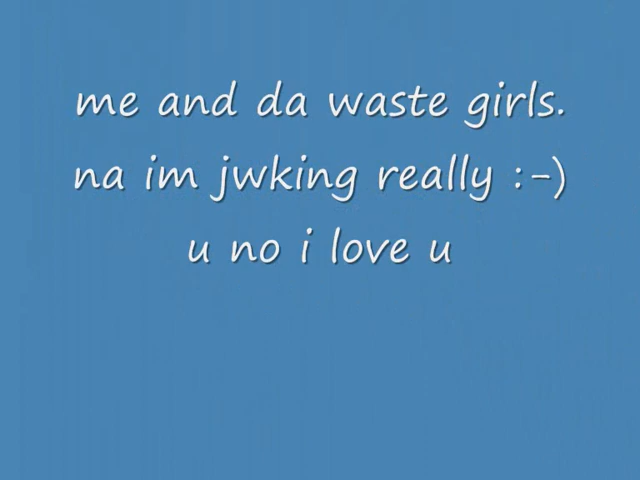 me and da waste girls.
na im jwking really :-)
u no i love u